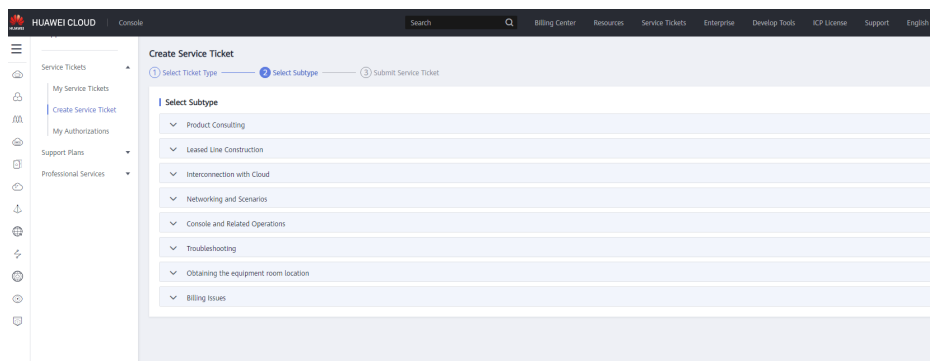 HUAWEI
HUAWEI CLOUD
Console
Search
Billing Center
Resources
Service Tickets
Enterprise
Develop Tools
ICP License
Support
English
Service Tickets
My Service Tickets
Create Service Ticket
My Authorizations
Support Plans
Professional Services
Create Service Ticket
1 Select Ticket Type
2 Select Subtype
3 Submit Service Ticket
Select Subtype
Product Consulting
Leased Line Construction
Interconnection with Cloud
Networking and Scenarios
Console and Related Operations
Troubleshooting
Obtaining the equipment room location
Billing Issues